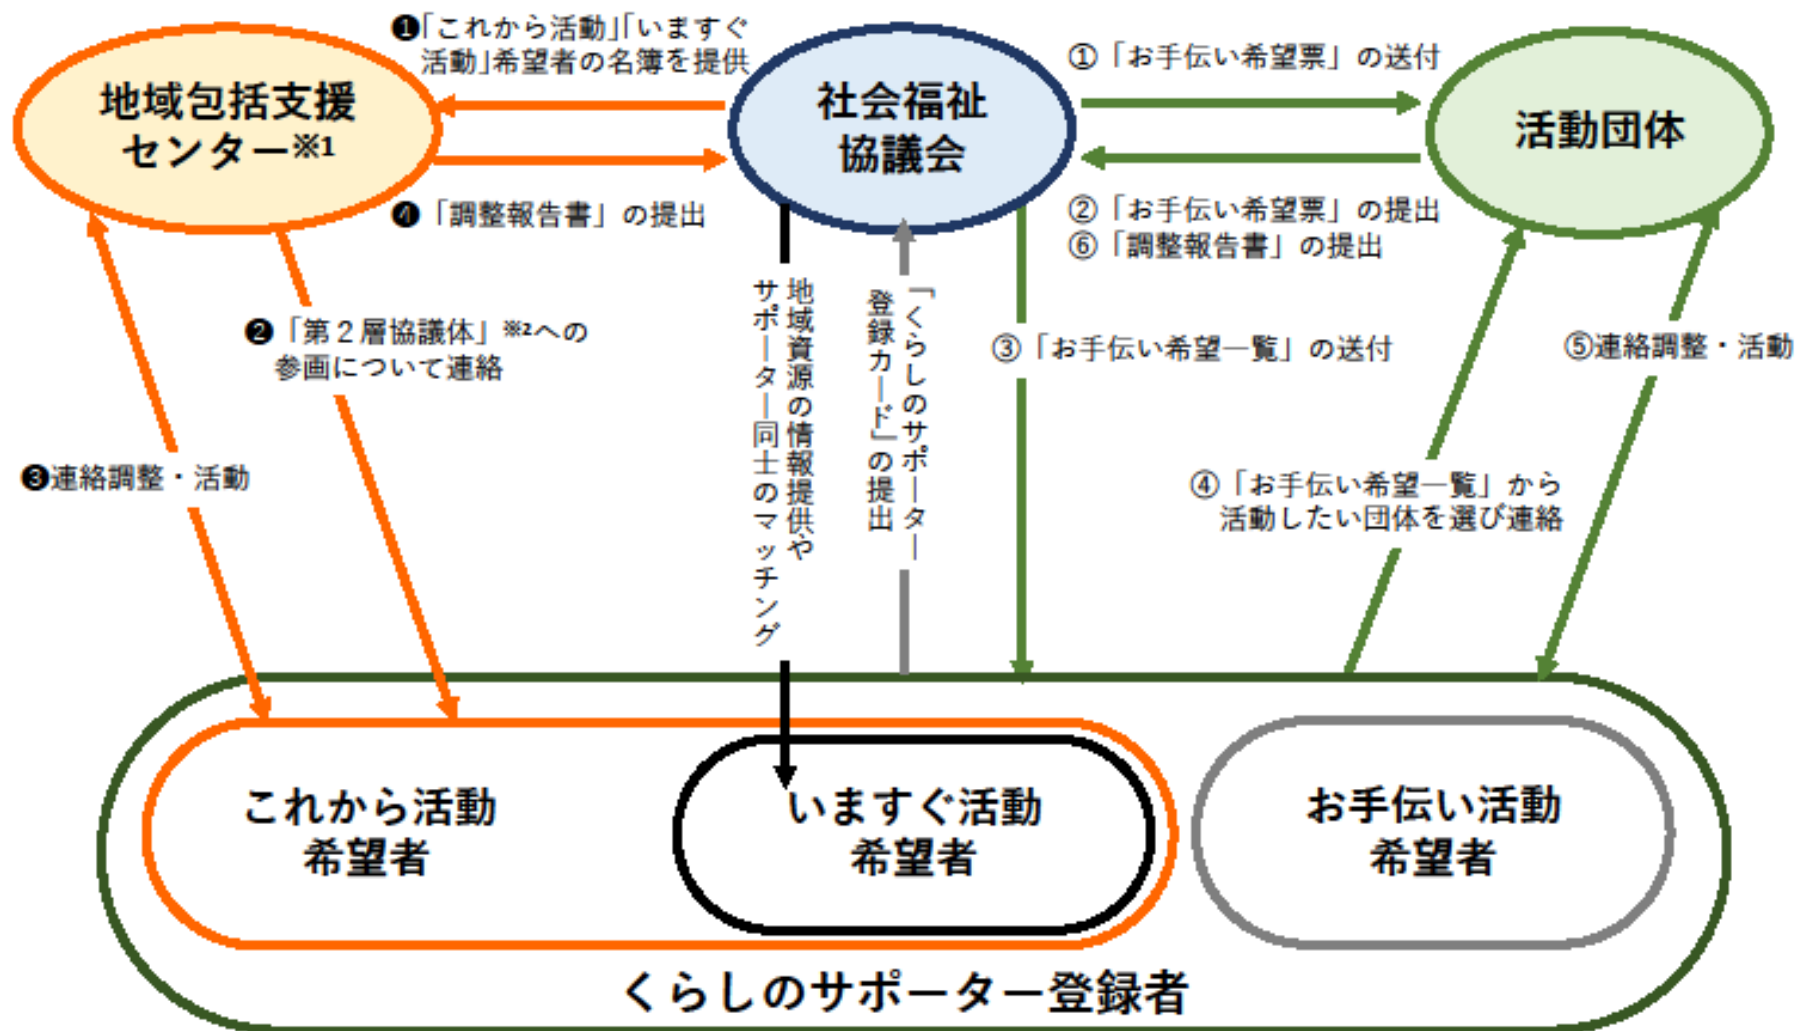 ❶「これから活動」「いますぐ
活動」希望者の名簿を提供
①「お手伝い希望票」の送付
地域包括支援
センター※1
社会福祉
協議会
活動団体
❹「調整報告書」の提出
②「お手伝い希望票」の提出
⑥「調整報告書」の提出
❷「第２層協議体」※2への
参画について連絡
地域資源の情報提供や
サポーター同士のマッチング
「くらしのサポーター
登録カード」の提出
③「お手伝い希望一覧」の送付
⑤連絡調整・活動
❸連絡調整・活動
④「お手伝い希望一覧」から
活動したい団体を選び連絡
これから活動
希望者
いますぐ活動
希望者
お手伝い活動
希望者
くらしのサポーター登録者